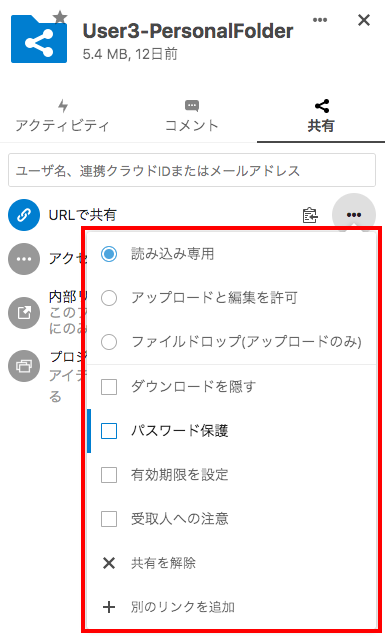 User3-PersonalFolder
5.4 MB, 12日前
アクティビティ
コメント
共有
ユーザ名、連携クラウドIDまたはメールアドレス
URLで共有
アクセ
内部リ
このフ
にのみ
プロジ
アイテ
る
読み込み専用
アップロードと編集を許可
ファイルドロップ(アップロードのみ)
ダウンロードを隠す
パスワード保護
有効期限を設定
受取人への注意
共有を解除
別のリンクを追加